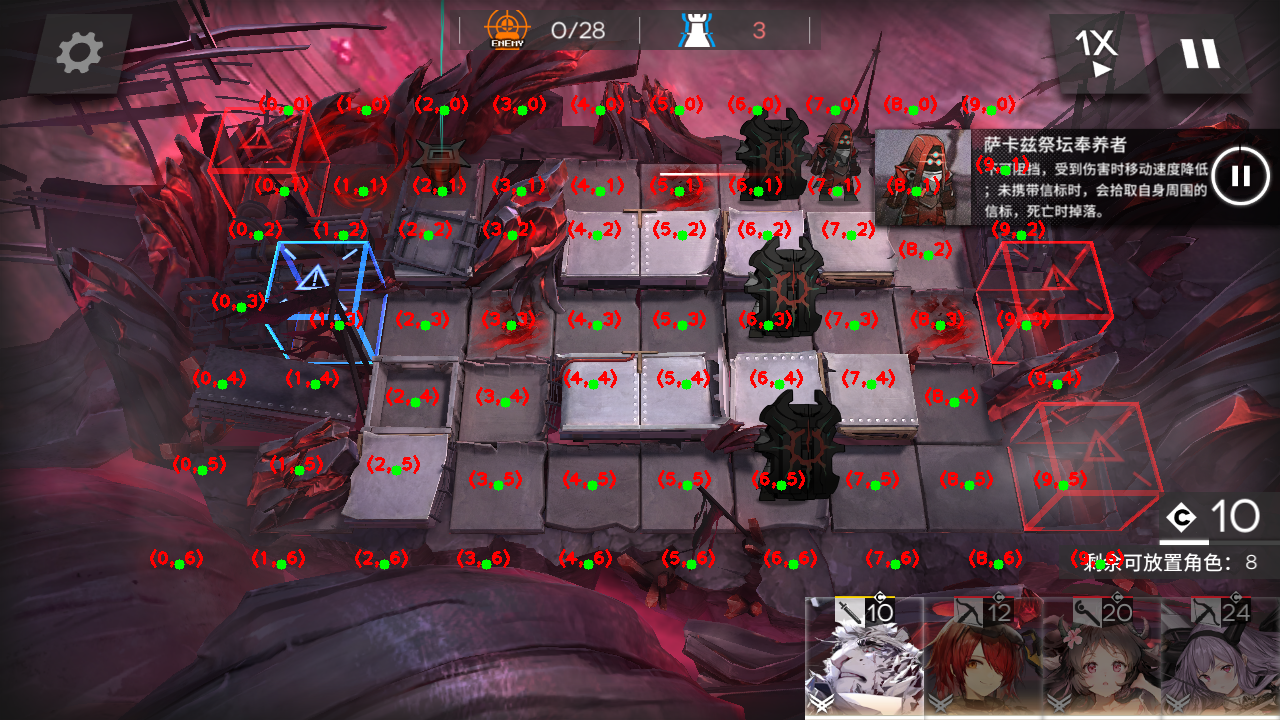 0/28
3
1X
ENEMY
(0, 0) (1, 0) (2, 0) (3, 0) (4, 0) (5, 0) (6, 0) (7, 0) (8, 0) (9, 0)
萨卡兹祭坛奉养者
阻挡，受到伤害时移动速度降低
；未携带信标时，会拾取自身周围的
信标，死亡时掉落。
(0, 1) (1, 1) (2, 1) (3, 1) (4, 1) (5, 1) (6, 1) (7, 1) (8, 1) (9, 1)
(0, 2) (1, 2) (2, 2) (3, 2) (4, 2) (5, 2) (6, 2) (7, 2) (8, 2) (9, 2)
(0, 3) (1, 3) (2, 3) (3, 3) (4, 3) (5, 3) (6, 3) (7, 3) (8, 3) (9, 3)
(0, 4) (1, 4) (2, 4) (3, 4) (4, 4) (5, 4) (6, 4) (7, 4) (8, 4) (9, 4)
(0, 5) (1, 5) (2, 5) (3, 5) (4, 5) (5, 5) (6, 5) (7, 5) (8, 5) (9, 5)
C 10
(0, 6) (1, 6) (2, 6) (3, 6) (4, 6) (5, 6) (6, 6) (7, 6) (8, 6) (9, 6)
剩余可放置角色：8
10 12 20 24